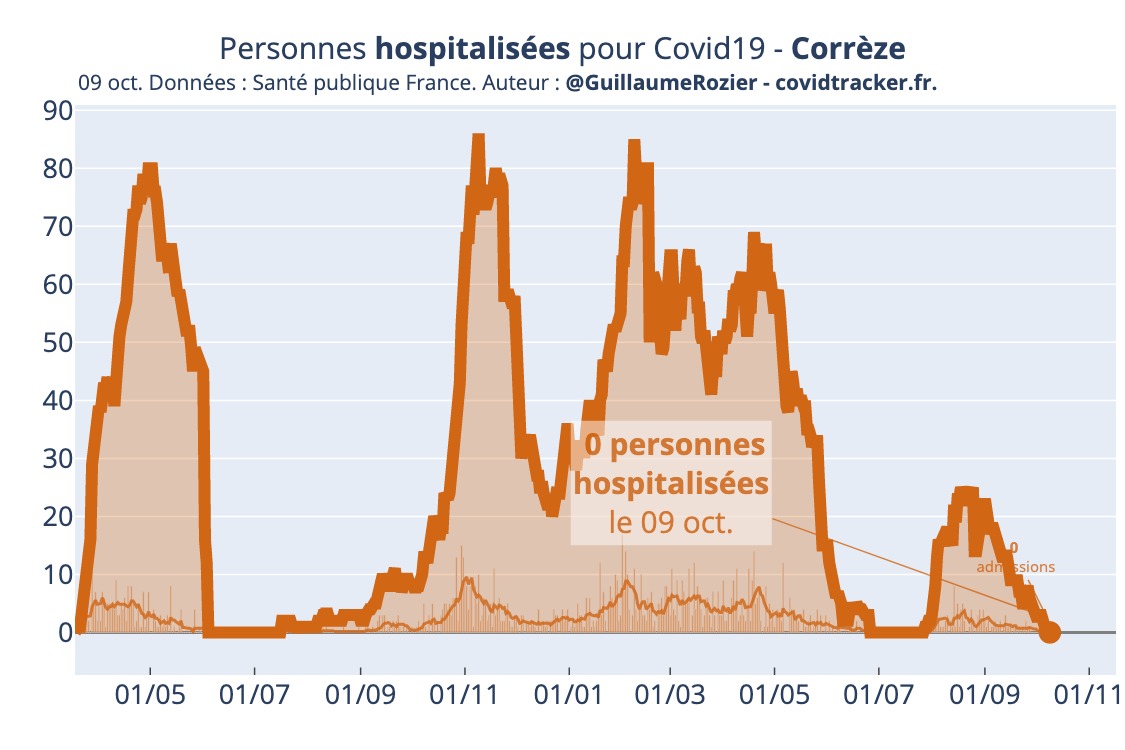 Personnes hospitalisées pour Covid19 - Corrèze
09 oct. Données : Santé publique France. Auteur : @GuillaumeRozier - covidtracker.fr.
90
80
70
60
50
40
30
20
10
0
0 personnes
hospitalisées
le 09 oct.
0
admissions
01/05 01/07 01/09 01/11 01/01 01/03 01/05 01/07 01/09 01/11